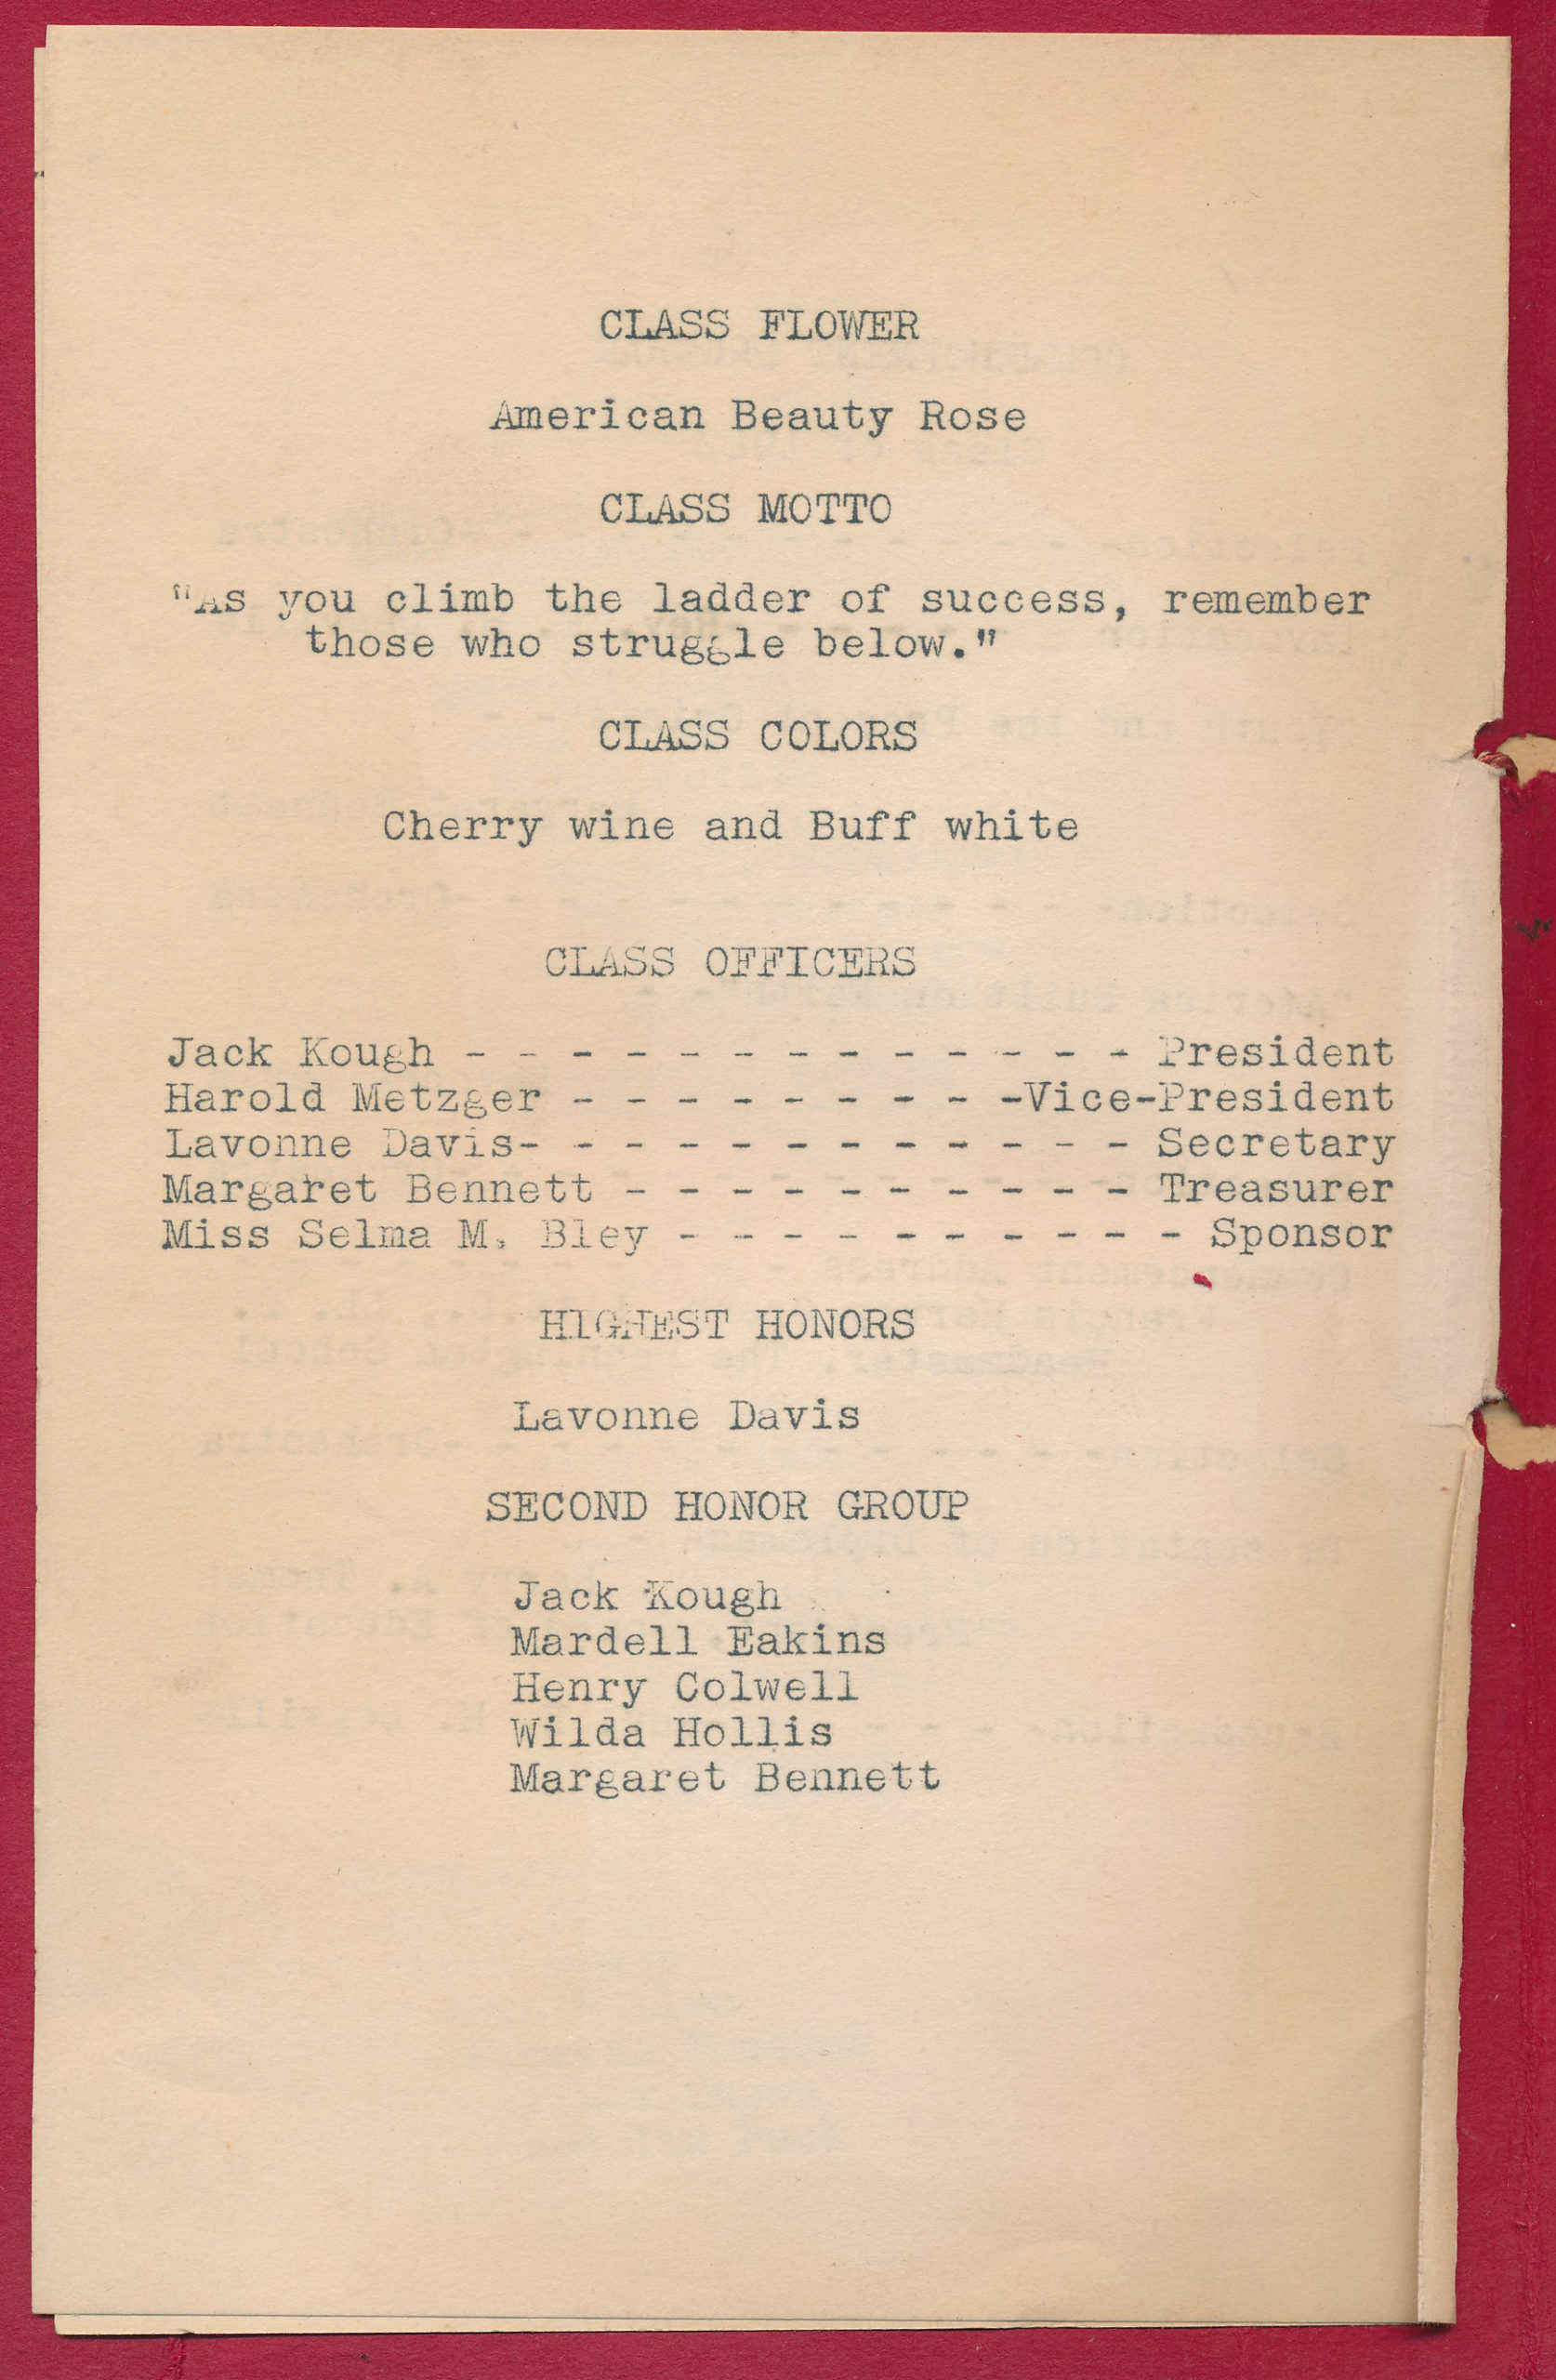 CLASS FLOWER
American Beauty Rose
CLASS MOTTO
"As you climb the ladder of success, remember
those who struggle below."
CLASS COLORS
Cherry wine and Buff white
CLASS OFFICERS
Jack Kough - - - - - - - - - - - - - President
Harold Metzger - - - - - - - - -Vice-President
Lavonne Davis- - - - - - - - - - - - Secretary
Margaret Bennett - - - - - - - - - - Treasurer
Miss Selma M. Bley - - - - - - - - - - Sponsor
HIGHEST HONORS
Lavonne Davis
SECOND HONOR GROUP
Jack Kough
Mardell Eakins
Henry Colwell
Wilda Hollis
Margaret Bennett